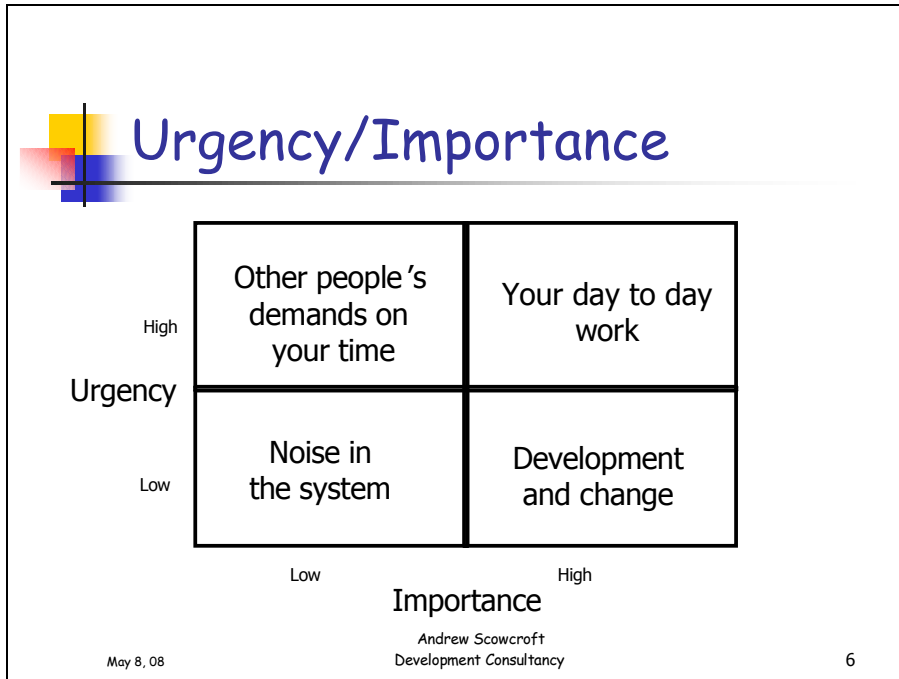 Urgency/Importance
Other people's
demands on
your time
Your day to day
work
High
Urgency
Noise in
the system
Development
and change
Low
Low
High
Importance
May 8, 08
Andrew Scowcroft
Development Consultancy
6